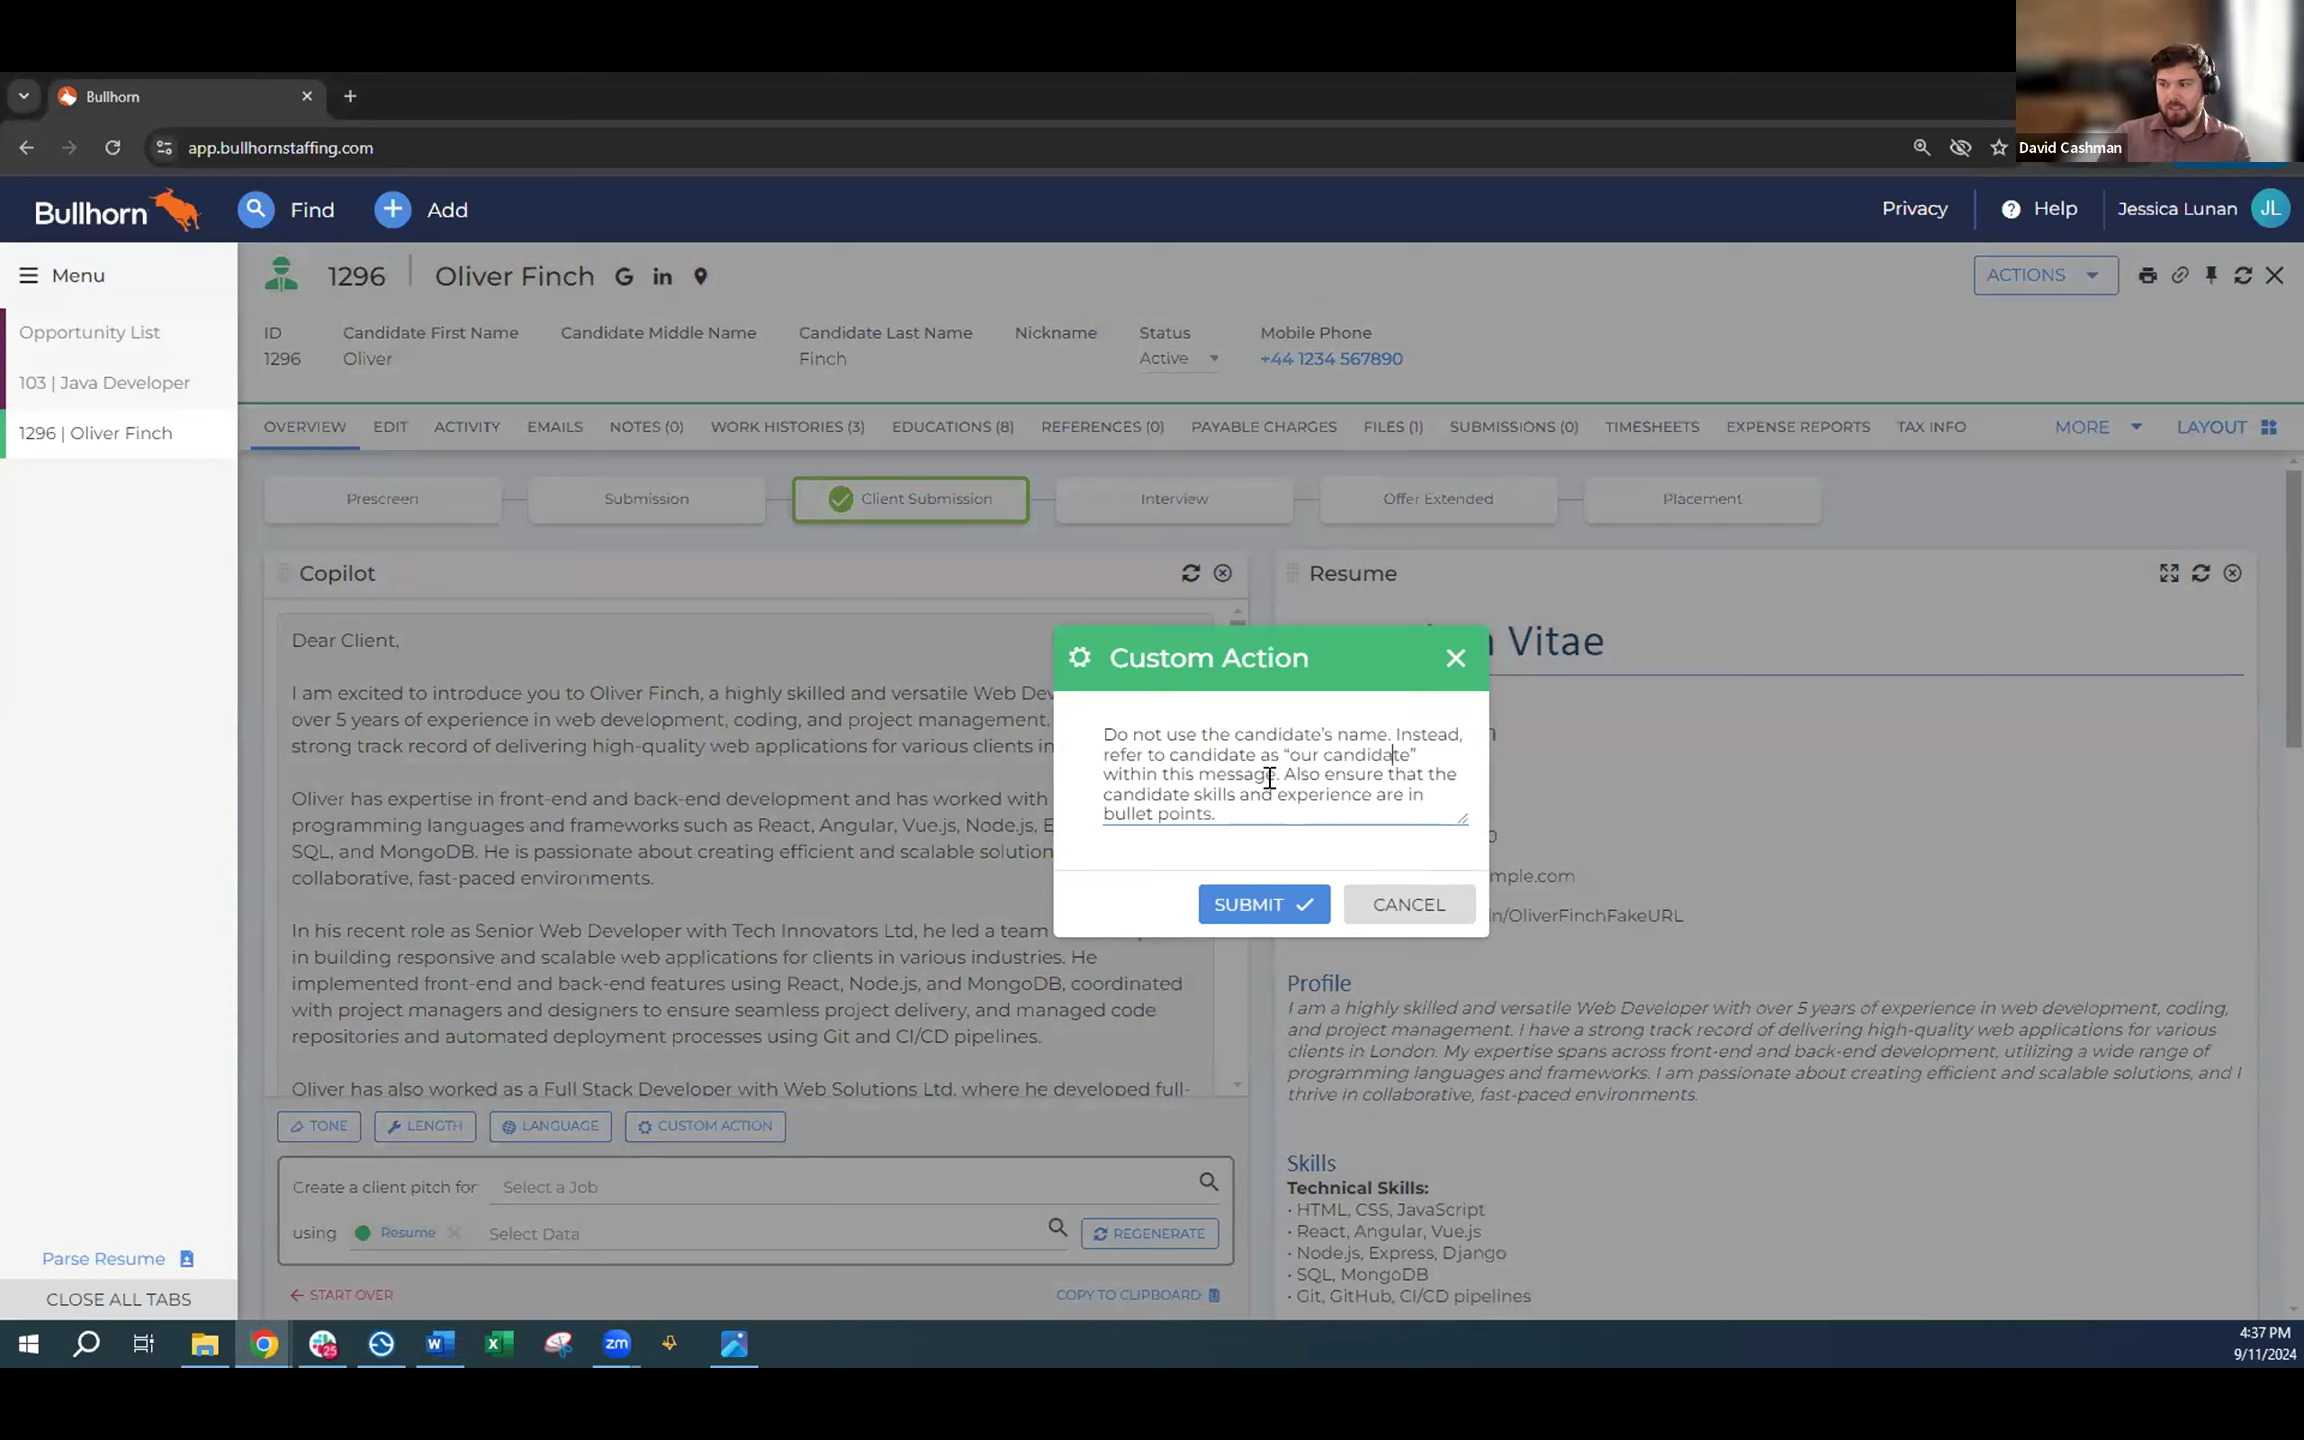 Bullhorn
app.bullhornstaffing.com
David Cashman
Bullhorn
Find
Add
Privacy
Help
Jessica Lunan
JL
Menu
Opportunity List
103 | Java Developer
1296 | Oliver Finch
Parse Resume
CLOSE ALL TABS
1296
Oliver Finch
ACTIONS
ID
Candidate First Name
Candidate Middle Name
Candidate Last Name
Nickname
Status
Mobile Phone
1296
Oliver
Finch
Active
+44 1234 567890
OVERVIEW
EDIT
ACTIVITY
EMAILS
NOTES (0)
WORK HISTORIES (3)
EDUCATIONS (8)
REFERENCES (0)
PAYABLE CHARGES
FILES (1)
SUBMISSIONS (0)
TIMESHEETS
EXPENSE REPORTS
TAX INFO
MORE
LAYOUT
Prescreen
Submission
Client Submission
Interview
Offer Extended
Placement
Copilot
Dear Client,
I am excited to introduce you to Oliver Finch, a highly skilled and versatile Web
over 5 years of experience in web development, coding, and project management.
strong track record of delivering high-quality web applications for various clients in
Oliver has expertise in front-end and back-end development and has worked with
programming languages and frameworks such as React, Angular, Vue.js, Node.js,
SQL, and MongoDB. He is passionate about creating efficient and scalable
collaborative, fast-paced environments.
In his recent role as Senior Web Developer with Tech Innovators Ltd, he led a team
in building responsive and scalable web applications for clients in various industries. He
implemented front-end and back-end features using React, Node.js, and MongoDB, coordinated
with project managers and designers to ensure seamless project delivery, and managed code
repositories and automated deployment processes using Git and CI/CD pipelines.
Oliver has also worked as a Full Stack Developer with Web Solutions Ltd, where he developed full-
TONE
LENGTH
LANGUAGE
CUSTOM ACTION
Create a client pitch for
Select a Job
using
Resume
Select Data
REGENERATE
START OVER
COPY TO CLIPBOARD
Custom Action
Do not use the candidate’s name. Instead,
refer to candidate as “our candidate”
within this message. Also ensure that the
candidate skills and experience are in
bullet points.
SUBMIT
CANCEL
Resume
Vitae
mple.com
in/OliverFinchFakeURL
Profile
I am a highly skilled and versatile Web Developer with over 5 years of experience in web development, coding,
and project management. I have a strong track record of delivering high-quality web applications for various
clients in London. My expertise spans across front-end and back-end development, utilizing a wide range of
programming languages and frameworks. I am passionate about creating efficient and scalable solutions, and I
thrive in collaborative, fast-paced environments.
Skills
Technical Skills:
• HTML, CSS, JavaScript
• React, Angular, Vue.js
• Node.js, Express, Django
• SQL, MongoDB
• Git, GitHub, CI/CD pipelines
25
zm
4:37 PM
9/11/2024